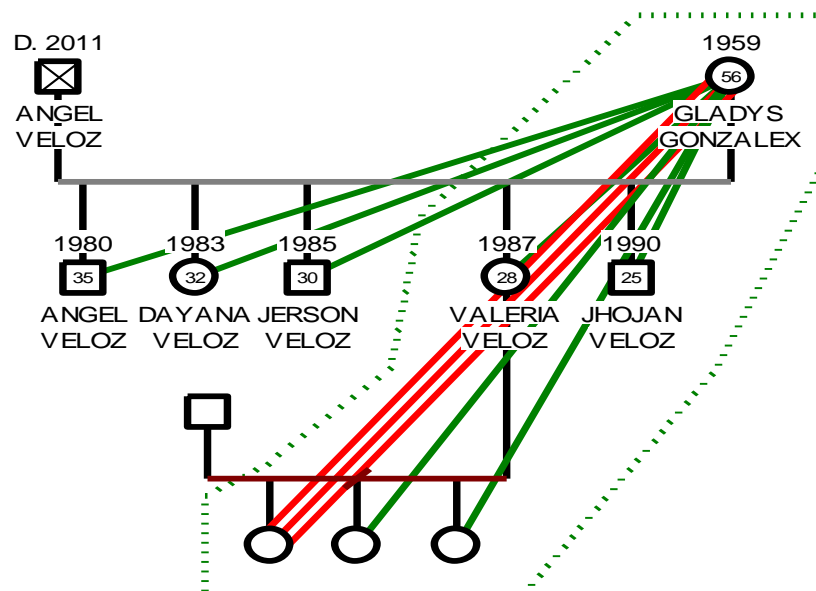 D. 2011
ANGEL
VELOZ
1959
56
GLADYS
GONZALEX
1980
35
ANGEL
VELOZ
1983
32
DAYANA
VELOZ
1985
30
JERSON
VELOZ
1987
28
VALERIA
VELOZ
1990
25
JHOJAN
VELOZ